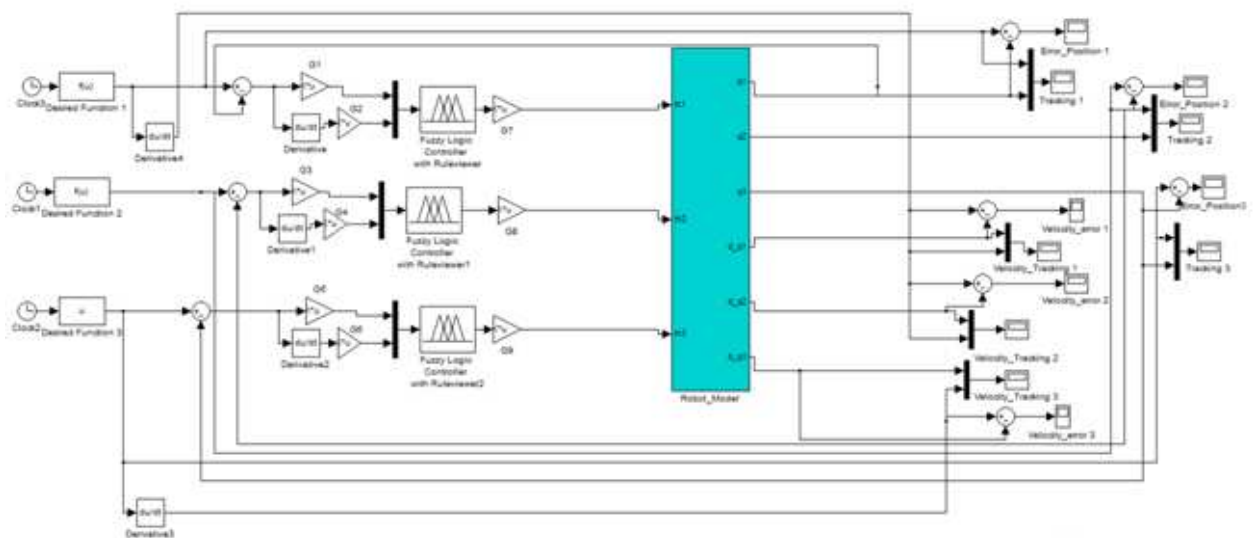 Clock3
f(u)
Desired Function 1
du/dt
Derivative4
G1
G2
du/dt
Derivative
Fuzzy Logic
Controller
with Ruleviewer
G7
Clock1
f(u)
Desired Function 2
G3
G4
du/dt
Derivative1
Fuzzy Logic
Controller
with Ruleviewer1
G8
Clock2
Desired Function 3
du/dt
Derivative2
Fuzzy Logic
Controller
with Ruleviewer2
G9
du/dt
Derivative3
Robot_Model
Error_Position 1
Tracking 1
Error_Position 2
Tracking 2
Error_Position3
Tracking 3
Velocity_error 1
Velocity_Tracking 1
Velocity_error 2
Velocity_Tracking 2
Velocity_Tracking 3
Velocity_error 3